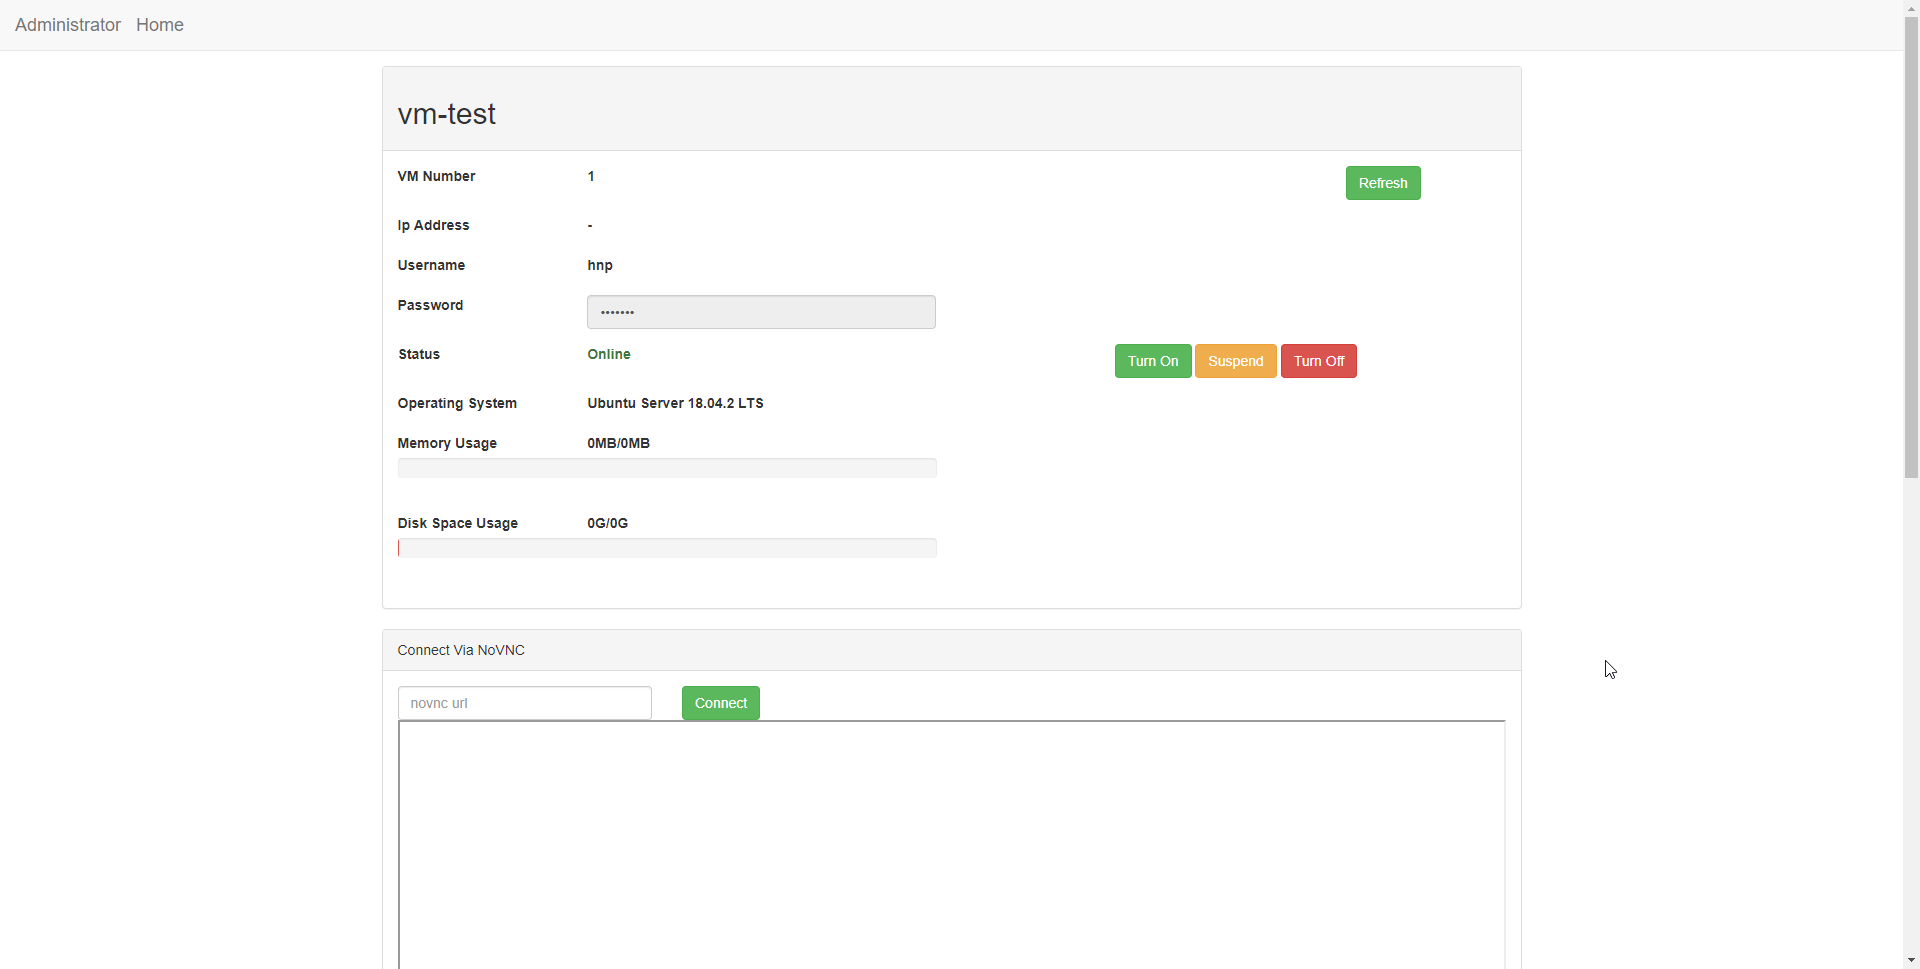 Administrator Home
vm-test
VM Number 1 Refresh
Ip Address -
Username hnp
Password •••••••
Status Online Turn On Suspend Turn Off
Operating System Ubuntu Server 18.04.2 LTS
Memory Usage 0MB/0MB
Disk Space Usage 0G/0G
Connect Via NoVNC
novnc url Connect